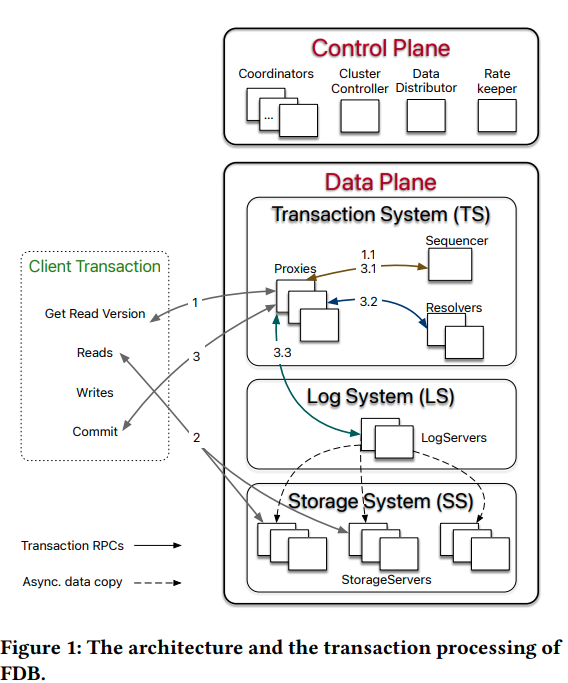 Control Plane
Coordinators
Cluster
Controller
Data
Distributor
Rate
keeper
...
Data Plane
Transaction System (TS)
Sequencer
1.1
3.1
Proxies
3.2
Resolvers
3.3
Client Transaction
Get Read Version
1
Reads
3
Writes
Commit
2
Log System (LS)
LogServers
Storage System (SS)
StorageServers
Transaction RPCs
Async. data copy
Figure 1: The architecture and the transaction processing of
FDB.